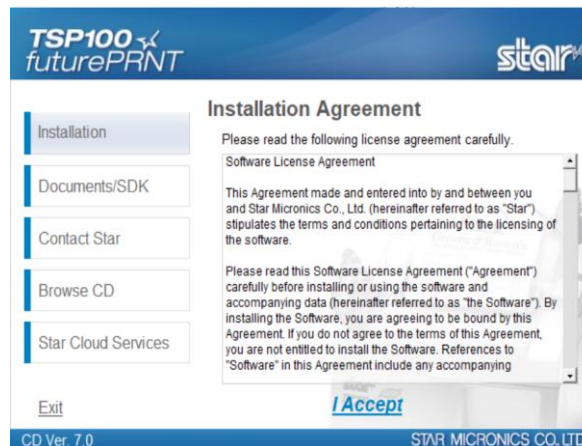 TSP100
futurePRNT
star
Installation
Documents/SDK
Contact Star
Browse CD
Star Cloud Services
Exit
Installation Agreement
Please read the following license agreement carefully.
Software License Agreement
This Agreement made and entered into by and between you
and Star Micronics Co., Ltd. (hereinafter referred to as "Star")
stipulates the terms and conditions pertaining to the licensing of
the software.
Please read this Software License Agreement ("Agreement")
carefully before installing or using the software and
accompanying data (hereinafter referred to as "the Software"). By
installing the Software, you are agreeing to be bound by this
Agreement. If you do not agree to the terms of this Agreement,
you are not entitled to install the Software. References to
"Software" in this Agreement include any accompanying
I Accept
CD Ver. 7.0
STAR MICRONICS CO. LTD